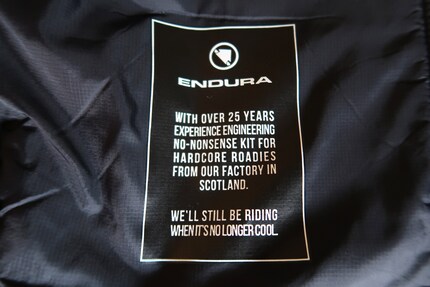 ENDURA
WITH OVER 25 YEARS
EXPERIENCE ENGINEERING
NO-NONSENSE KIT FOR
HARDCORE ROADIES
FROM OUR FACTORY IN
SCOTLAND.
WE'LL STILL BE RIDING
WHEN IT'S NO LONGER COOL.